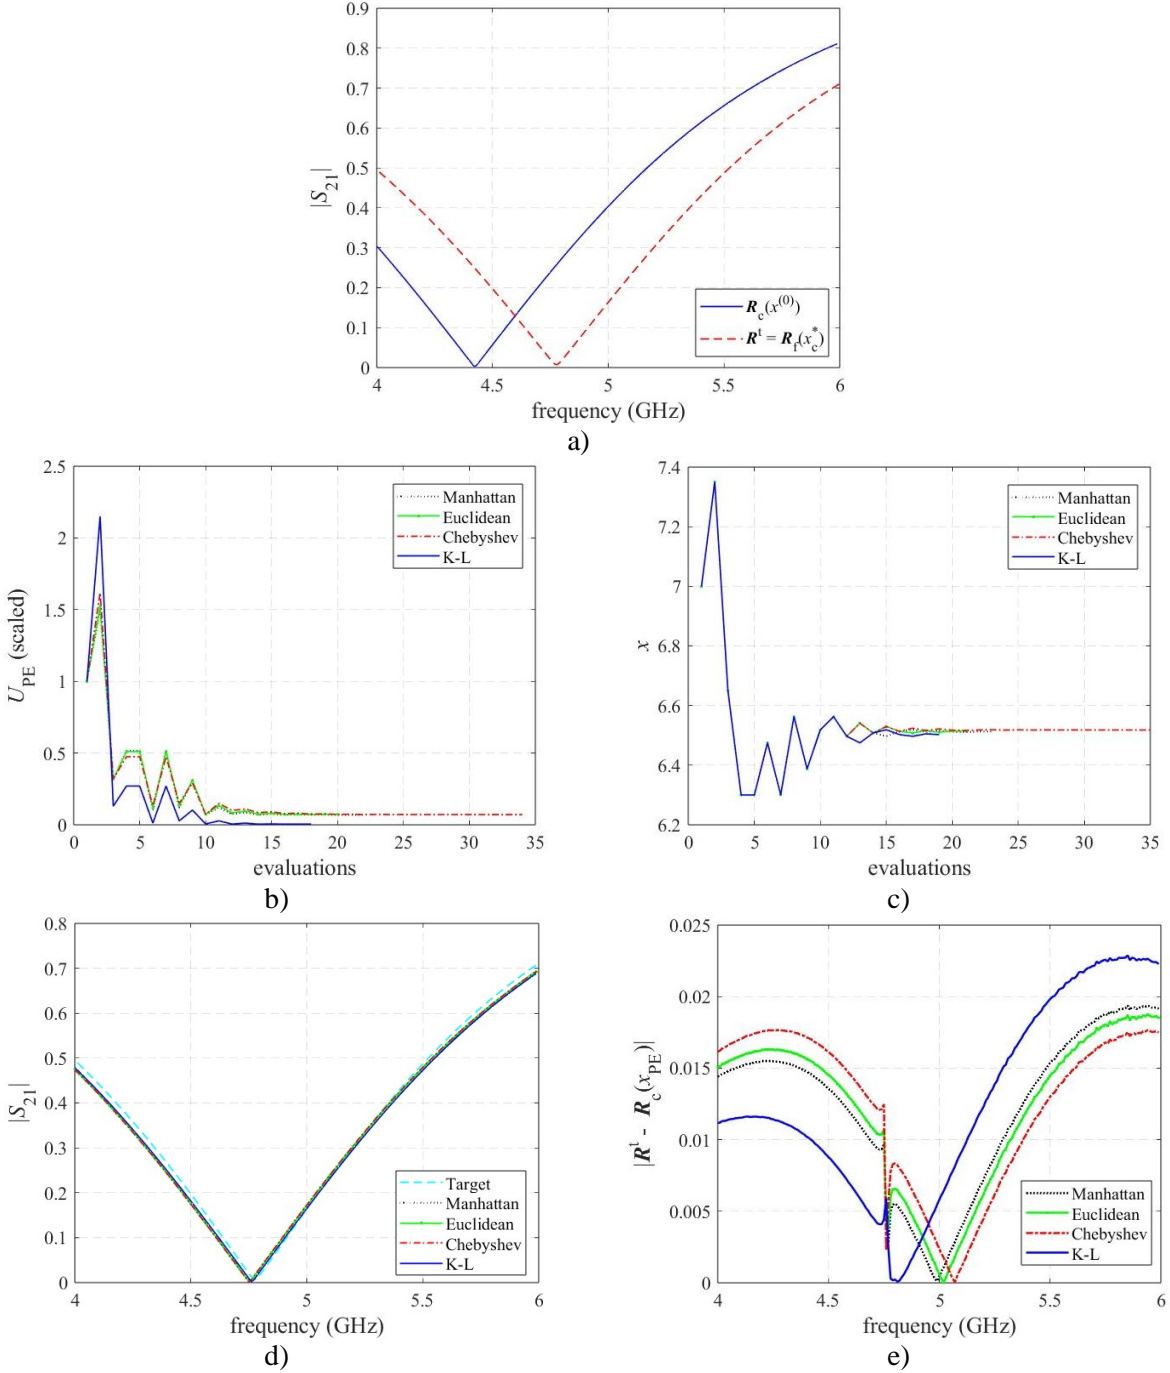 0.9
0.8
0.7
0.6
0.5
0.4
0.3
0.2
0.1
0
|S21|
4 4.5 5 5.5 6
frequency (GHz)
Rc(x(0))
Rt = Rf(xc*)
a)
2.5
2
1.5
1
0.5
0
UPE (scaled)
0 5 10 15 20 25 30 35
evaluations
Manhattan
Euclidean
Chebyshev
K-L
b)
7.4
7.2
7
6.8
6.6
6.4
6.2
x
0 5 10 15 20 25 30 35
evaluations
Manhattan
Euclidean
Chebyshev
K-L
c)
0.8
0.7
0.6
0.5
0.4
0.3
0.2
0.1
0
|S21|
4 4.5 5 5.5 6
frequency (GHz)
Target
Manhattan
Euclidean
Chebyshev
K-L
d)
0.025
0.02
0.015
0.01
0.005
0
|Rt - Rc(xPE)|
4 4.5 5 5.5 6
frequency (GHz)
Manhattan
Euclidean
Chebyshev
K-L
e)